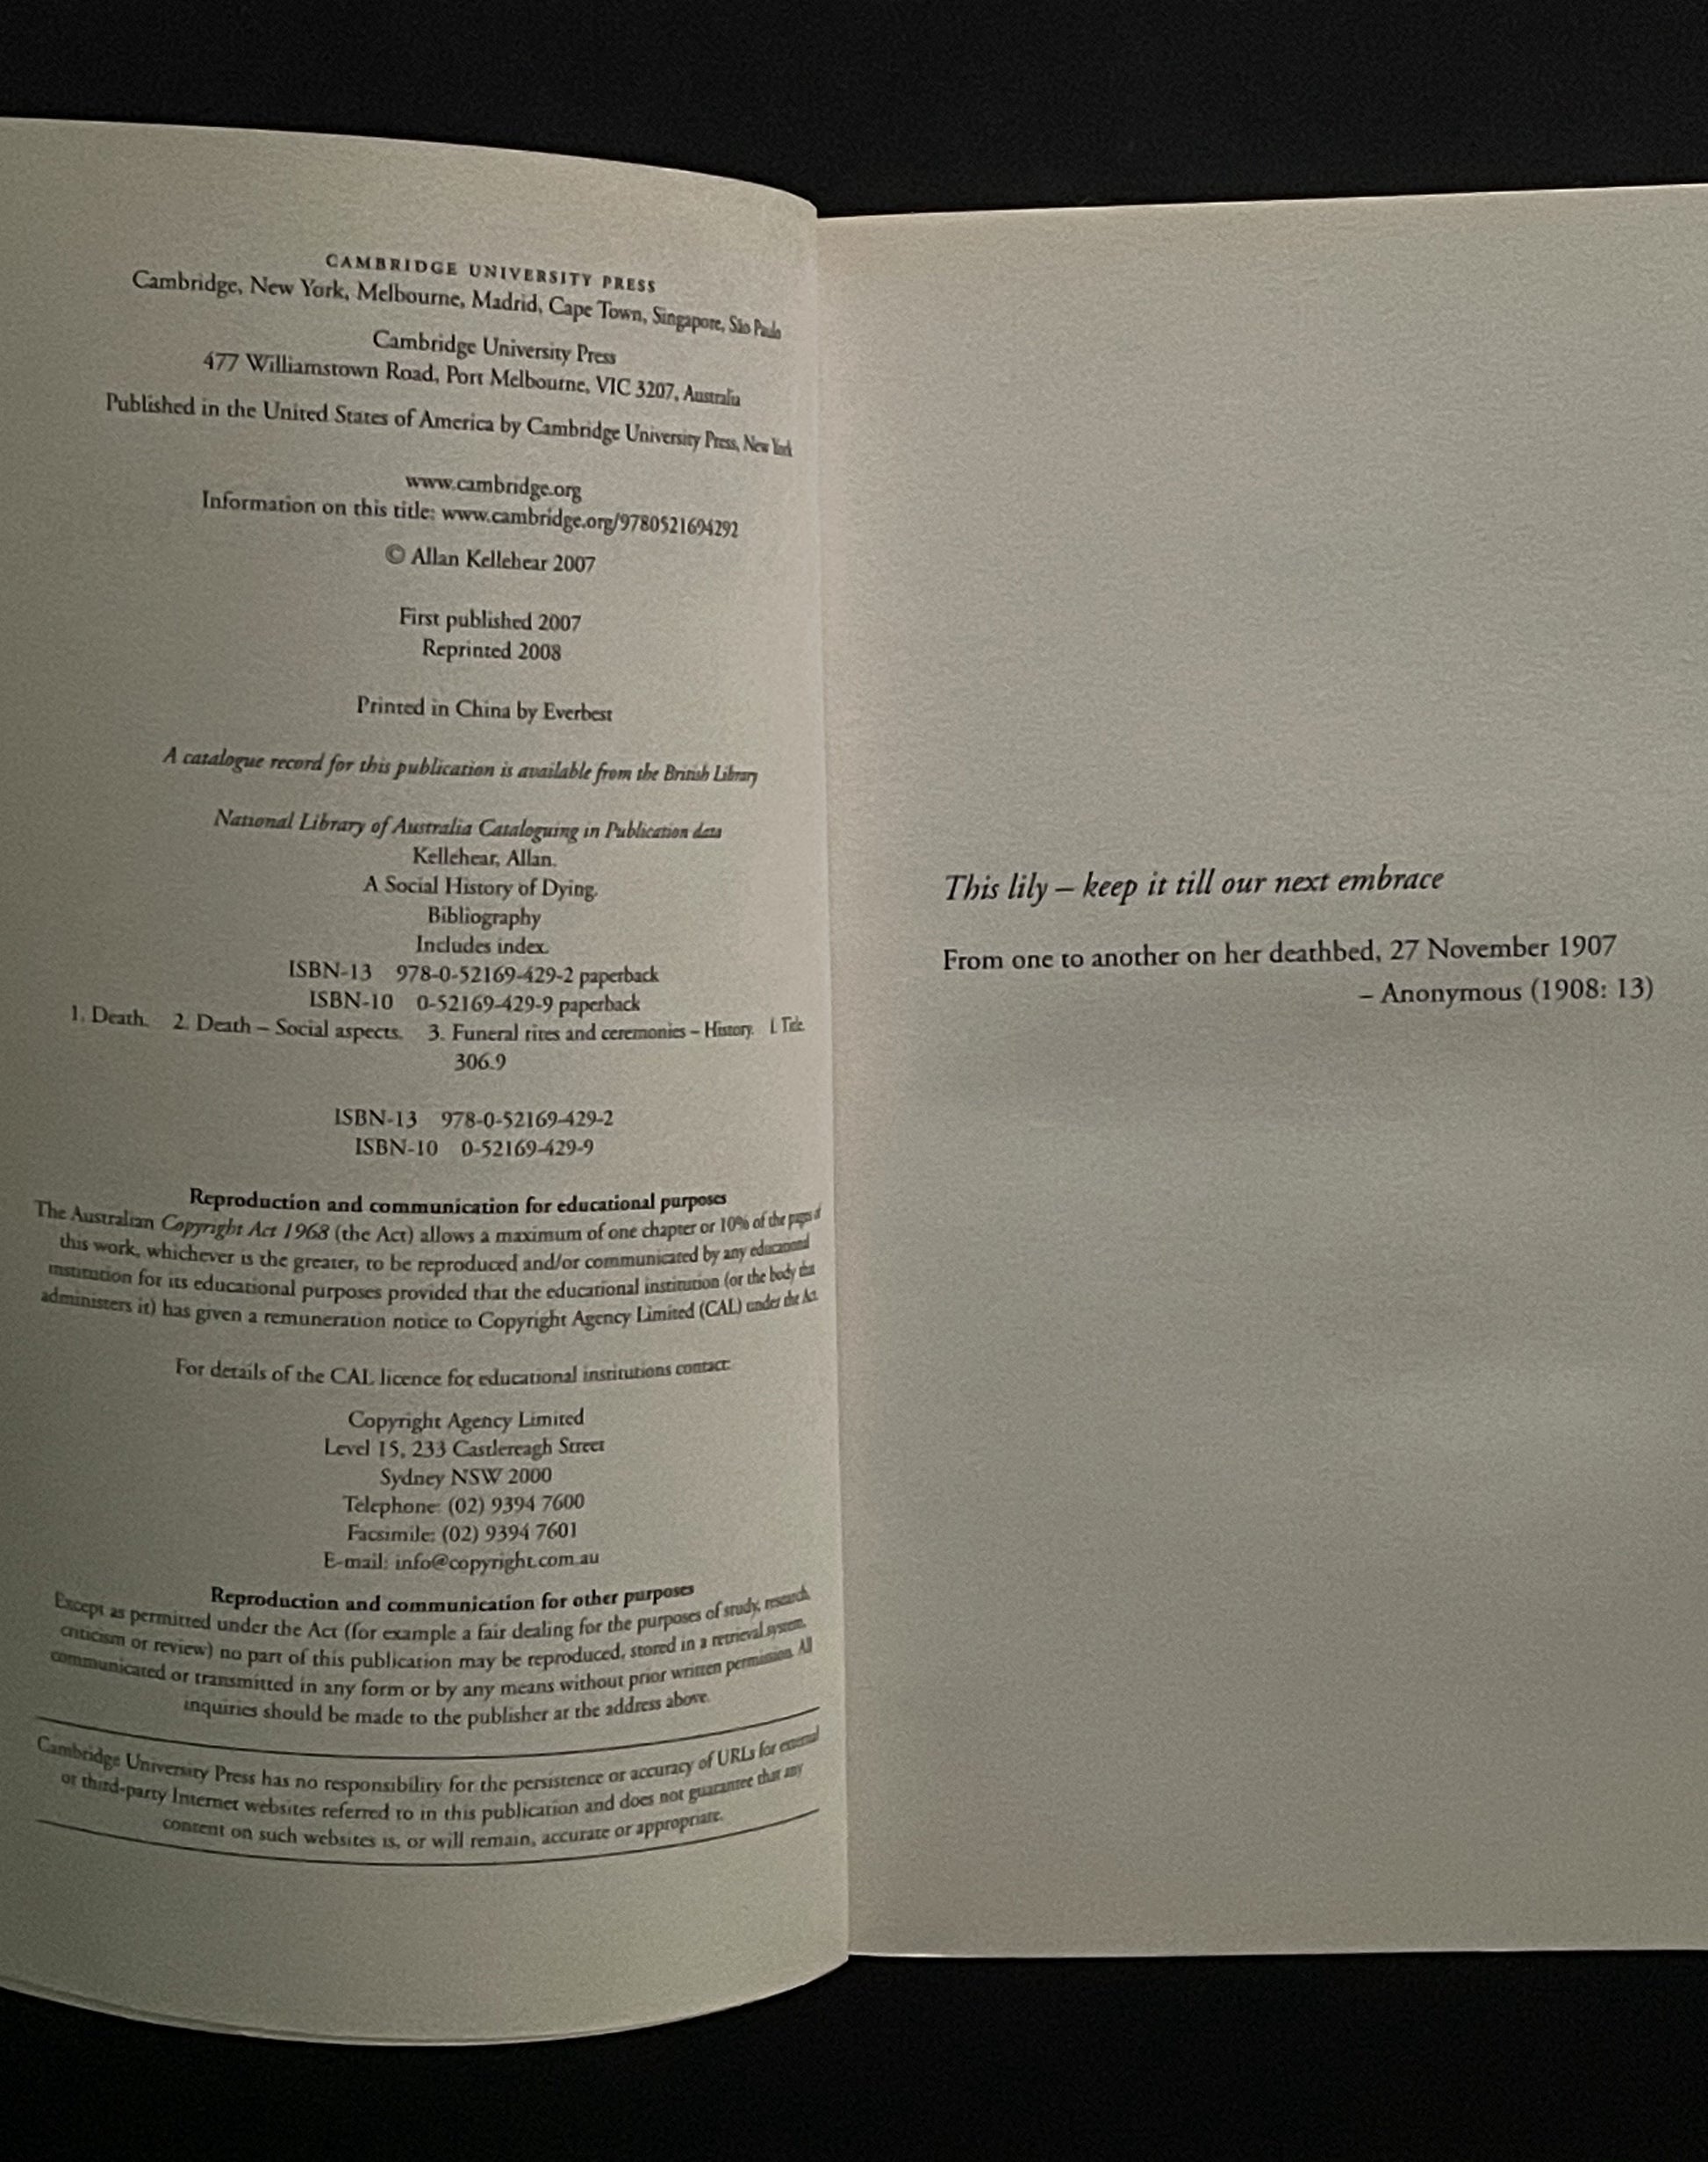 CAMBRIDGE UNIVERSITY PRESS
Cambridge, New York, Melbourne, Madrid, Cape Town, Singapore, São Paulo
Cambridge University Press
477 Williamstown Road, Port Melbourne, VIC 3207, Australia
Published in the United States of America by Cambridge University Press, New York
www.cambridge.org
Information on this title: www.cambridge.org/9780521694292
© Allan Kellehear 2007
First published 2007
Reprinted 2008
Printed in China by Everbest
A catalogue record for this publication is available from the British Library
National Library of Australia Cataloguing in Publication data
Kellehear, Allan.
A Social History of Dying.
Bibliography
Includes index.
ISBN-13 978-0-52169-429-2 paperback
ISBN-10 0-52169-429-9 paperback
1. Death. 2. Death – Social aspects. 3. Funeral rites and ceremonies – History. I. Title.
306.9
ISBN-13 978-0-52169-429-2
ISBN-10 0-52169-429-9
Reproduction and communication for educational purposes
The Australian Copyright Act 1968 (the Act) allows a maximum of one chapter or 10% of the pages of
this work, whichever is the greater, to be reproduced and/or communicated by any educational
institution for its educational purposes provided that the educational institution (or the body that
administers it) has given a remuneration notice to Copyright Agency Limited (CAL) under the Act.
For details of the CAL licence for educational institutions contact:
Copyright Agency Limited
Level 15, 233 Castlereagh Street
Sydney NSW 2000
Telephone: (02) 9394 7600
Facsimile: (02) 9394 7601
E-mail: info@copyright.com.au
Reproduction and communication for other purposes
Except as permitted under the Act (for example a fair dealing for the purposes of study, research,
criticism or review) no part of this publication may be reproduced, stored in a retrieval system,
communicated or transmitted in any form or by any means without prior written permission. All
inquiries should be made to the publisher at the address above.
Cambridge University Press has no responsibility for the persistence or accuracy of URLs for external
or third-party Internet websites referred to in this publication and does not guarantee that any
content on such websites is, or will remain, accurate or appropriate.
This lily – keep it till our next embrace
From one to another on her deathbed, 27 November 1907
– Anonymous (1908: 13)